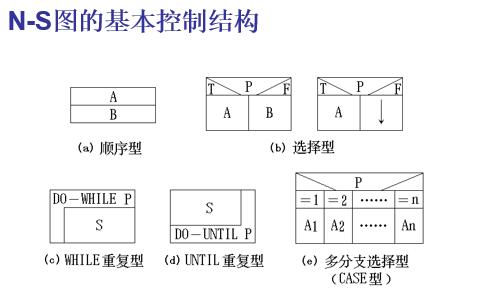 N-S图的基本控制结构
A
B
(a) 顺序型
T P F
A B
T P F
A ↓
(b) 选择型
DO-WHILE P
S
(c) WHILE重复型
S
DO-UNTIL P
(d) UNTIL重复型
P
=1 =2 …… =n
A1 A2 …… An
(e) 多分支选择型
(CASE型)